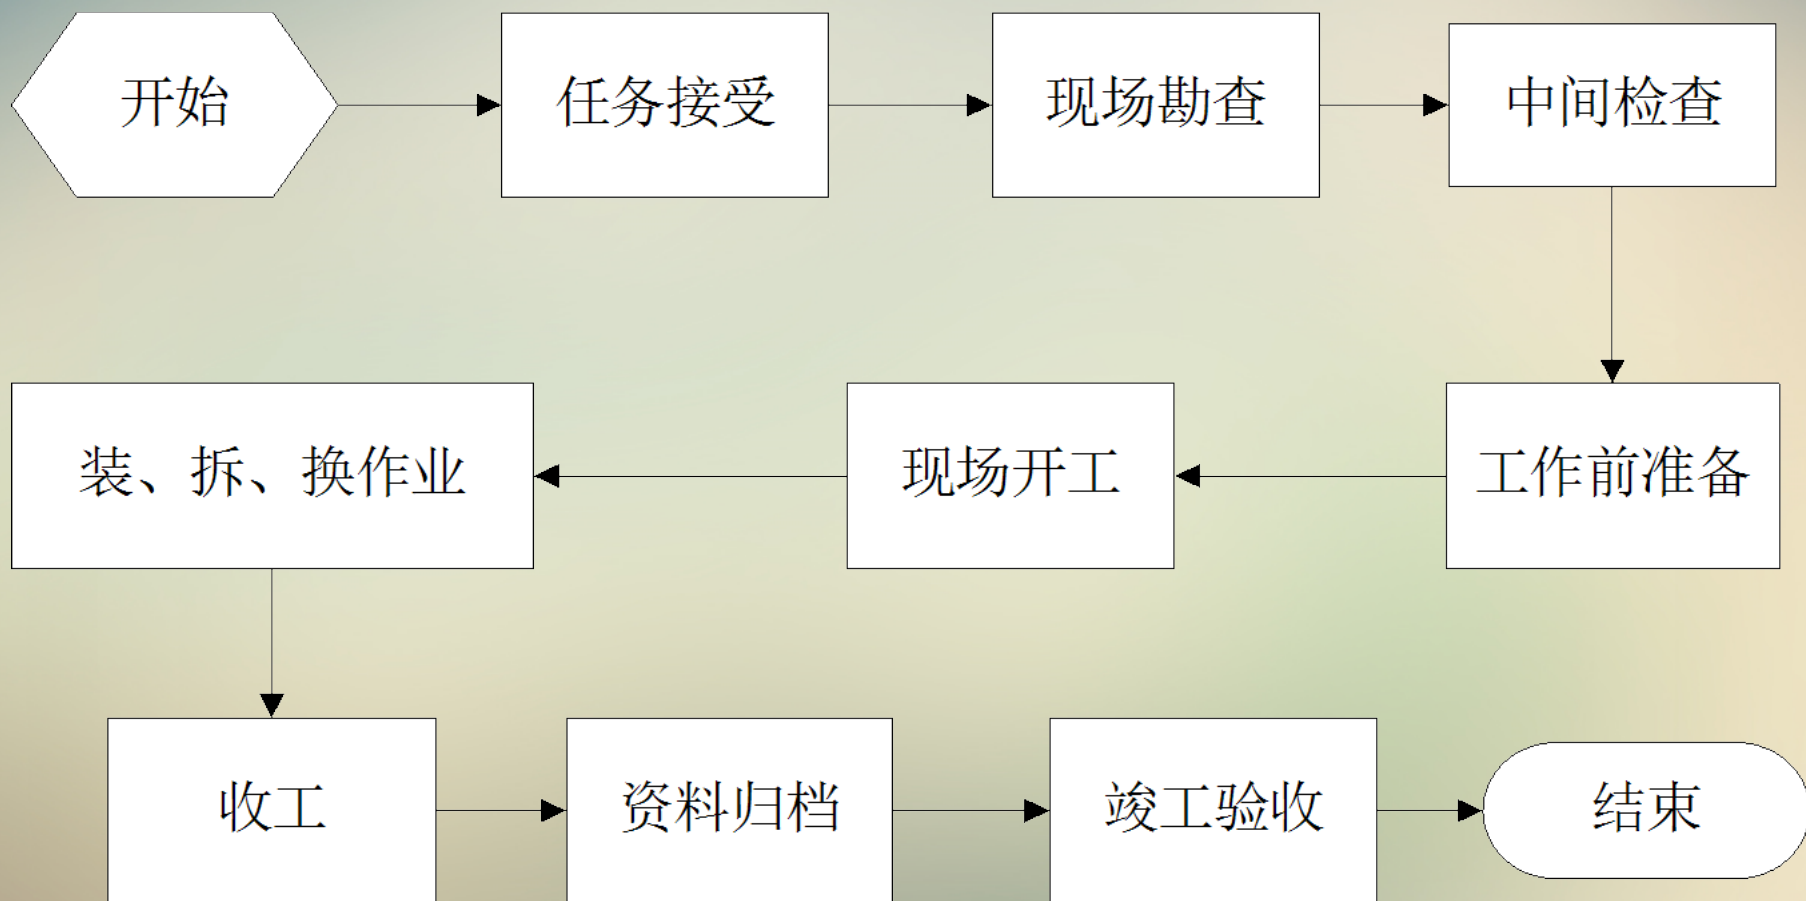 开始
任务接受
现场勘查
中间检查
工作前准备
现场开工
装、拆、换作业
收工
资料归档
竣工验收
结束